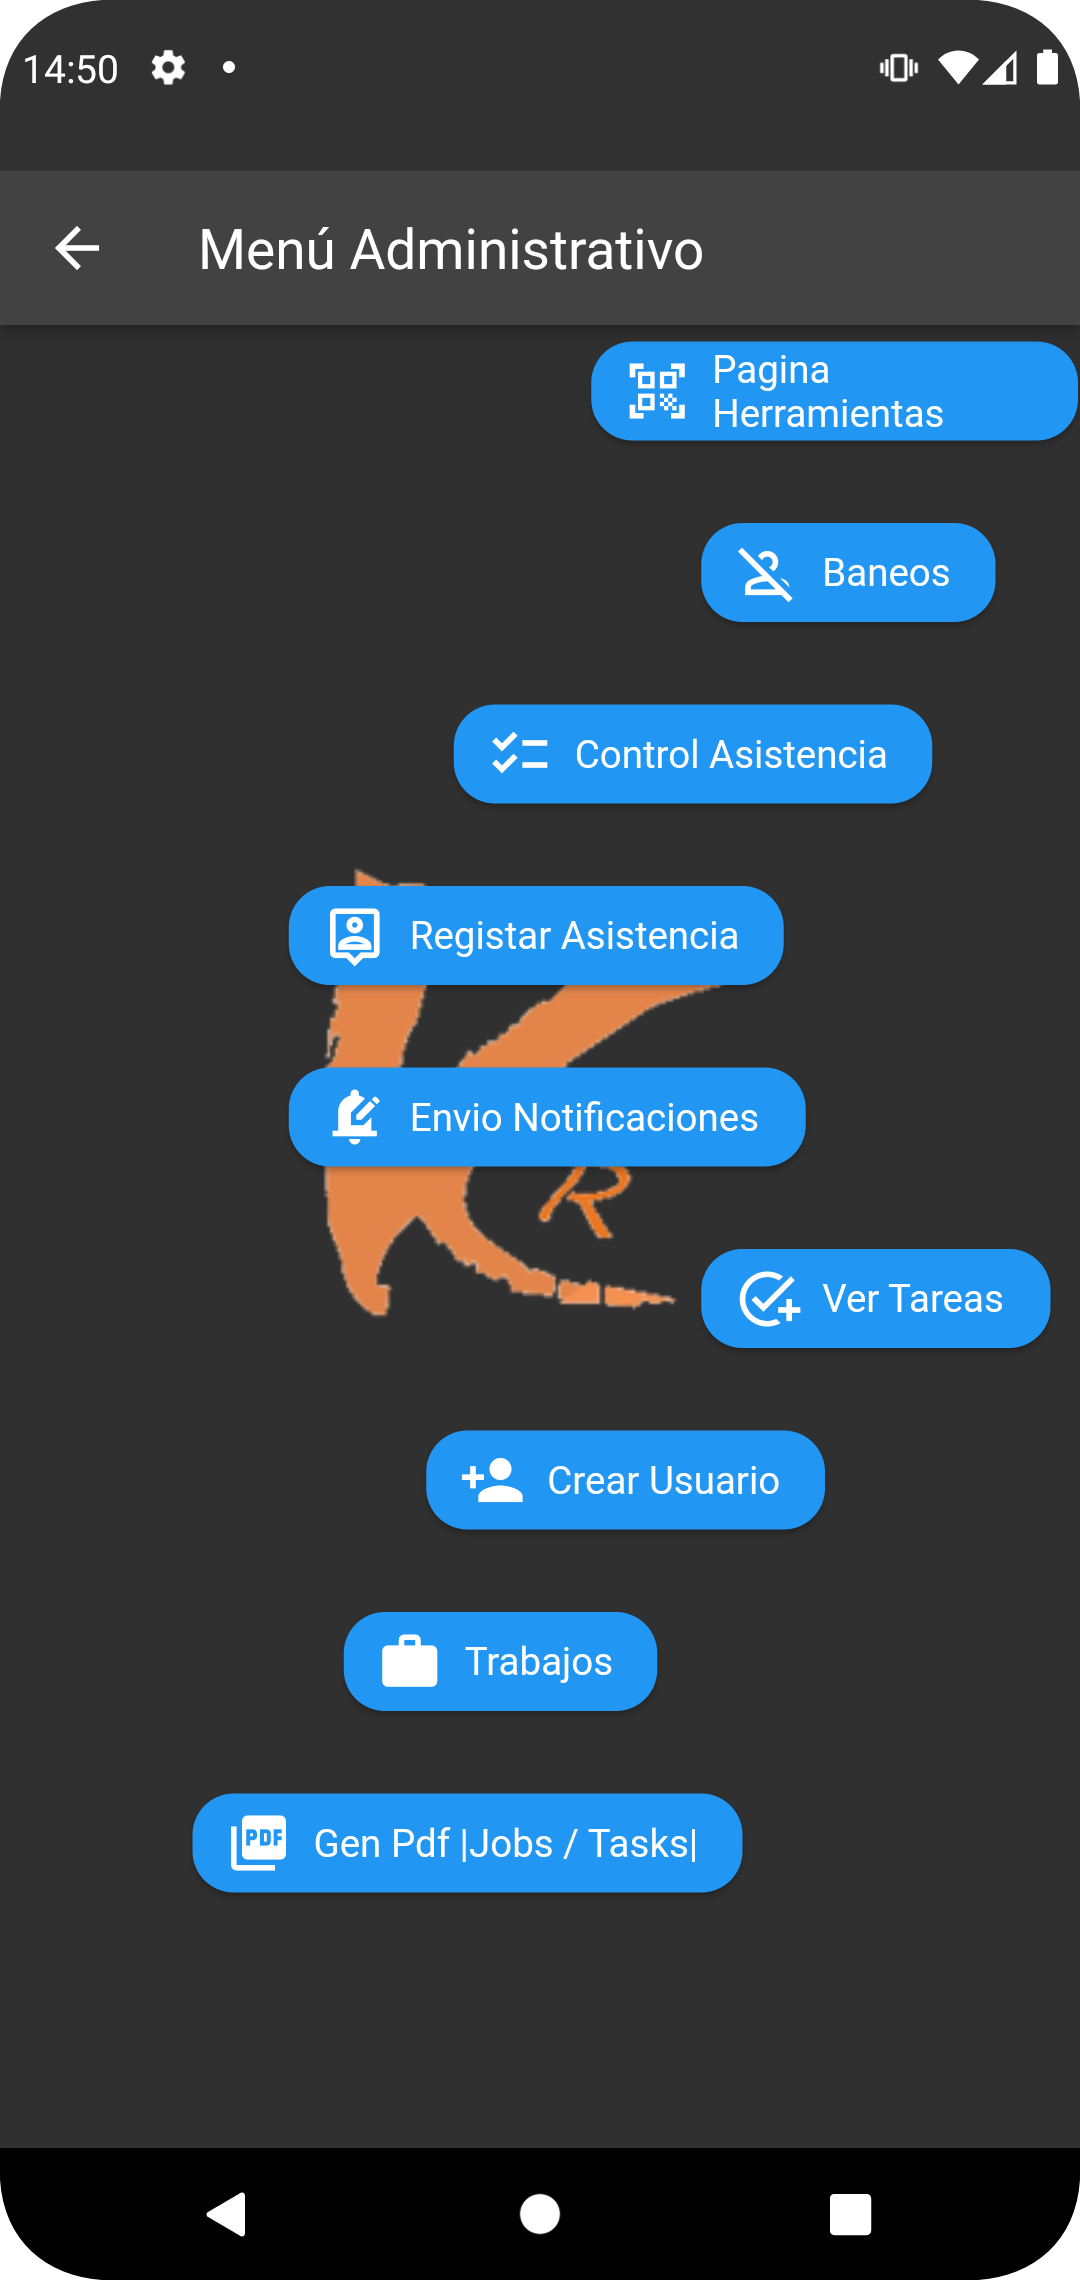 14:50
Menú Administrativo
Pagina
Herramientas
Baneos
Control Asistencia
Registar Asistencia
Envio Notificaciones
R
Ver Tareas
Crear Usuario
Trabajos
PDF
Gen Pdf |Jobs / Tasks|